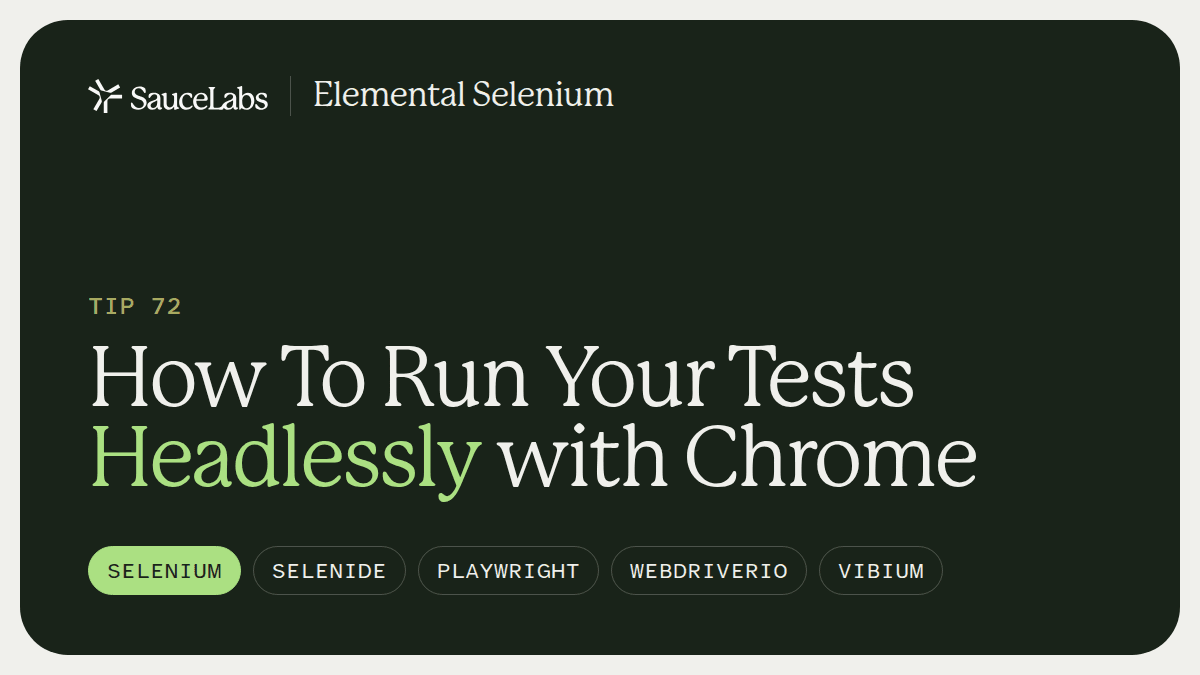 SauceLabs | Elemental Selenium
TIP 72
How To Run Your Tests
Headlessly with Chrome
SELENIUM SELENIDE PLAYWRIGHT WEBDRIVERIO VIBIUM